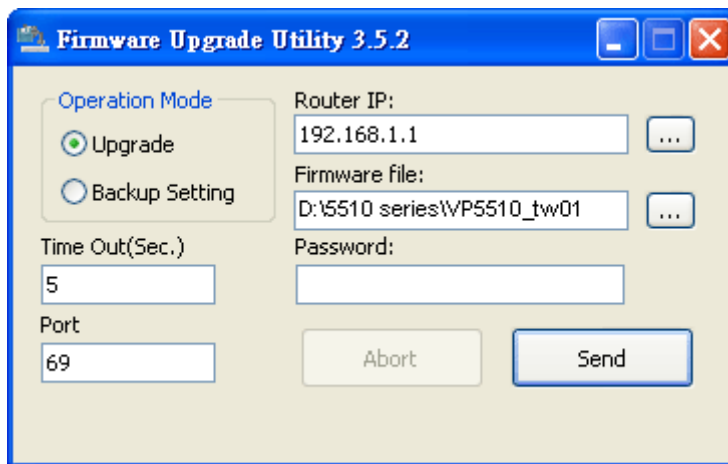 Firmware Upgrade Utility 3.5.2
Operation Mode
Upgrade
Backup Setting
Time Out(Sec.)
5
Port
69
Router IP:
192.168.1.1
...
Firmware file:
D:\5510 series\VP5510_tw01
...
Password:
Abort
Send